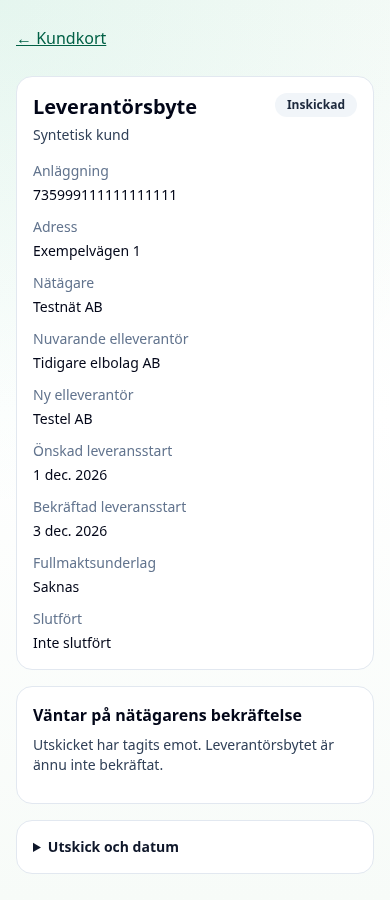 ← Kundkort
Leverantörsbyte
Inskickad
Syntetisk kund
Anläggning
735999111111111111
Adress
Exempelvägen 1
Nätägare
Testnät AB
Nuvarande elleverantör
Tidigare elbolag AB
Ny elleverantör
Testel AB
Önskad leveransstart
1 dec. 2026
Bekräftad leveransstart
3 dec. 2026
Fullmaktsunderlag
Saknas
Slutfört
Inte slutfört
Väntar på nätägarens bekräftelse
Utskicket har tagits emot. Leverantörsbytet är
ännu inte bekräftat.
▶ Utskick och datum